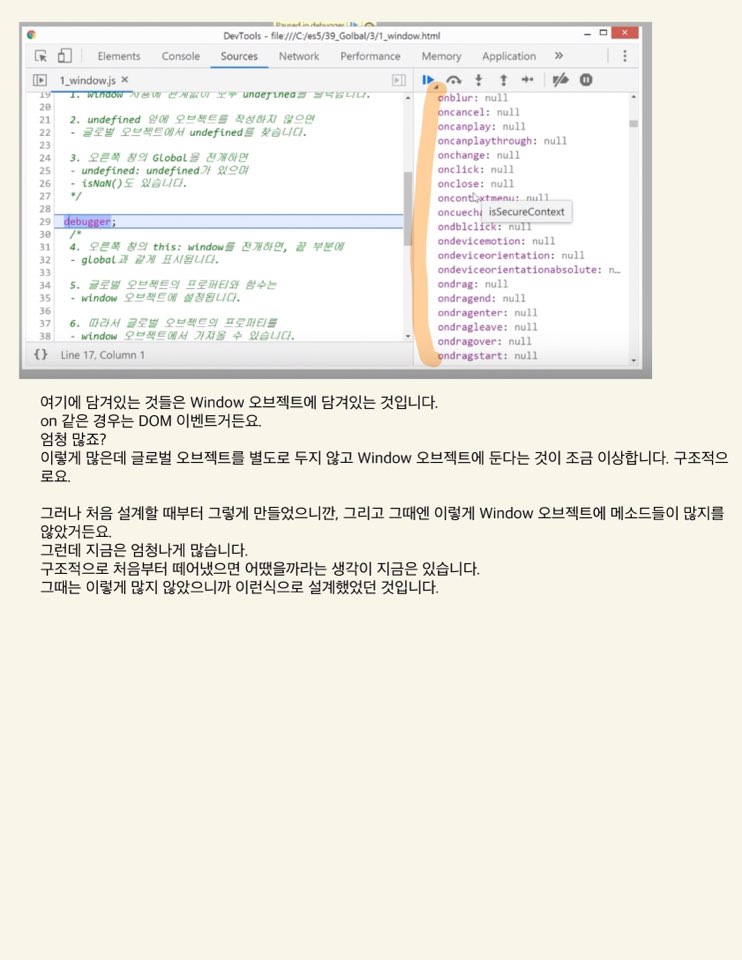 Paused in debugger
DevTools - file:///C:/es5/39_Golbal/3/1_window.html
Elements Console Sources Network Performance Memory Application »
1_window.js ×
19 1. window 사용에 관계없이 모두 undefined를 출력합니다.
20
21 2. undefined 앞에 오브젝트를 작성하지 않으면
22 - 글로벌 오브젝트에서 undefined를 찾습니다.
23
24 3. 오른쪽 창의 Global을 전개하면
25 - undefined: undefined가 있으며
26 - isNaN()도 있습니다.
27 */
28
29 debugger;
30 /*
31 4. 오른쪽 창의 this: window를 전개하면, 끝 부분에
32 - global과 같게 표시됩니다.
33
34 5. 글로벌 오브젝트의 프로퍼티와 함수는
35 - window 오브젝트에 설정됩니다.
36
37 6. 따라서 글로벌 오브젝트의 프로퍼티를
38 - window 오브젝트에서 가져올 수 있습니다.
{} Line 17, Column 1
onblur: null
oncancel: null
oncanplay: null
oncanplaythrough: null
onchange: null
onclick: null
onclose: null
oncontextmenu: null
oncuecha
isSecureContext
ondblclick: null
ondevicemotion: null
ondeviceorientation: null
ondeviceorientationabsolute: n…
ondrag: null
ondragend: null
ondragenter: null
ondragleave: null
ondragover: null
ondragstart: null
여기에 담겨있는 것들은 Window 오브젝트에 담겨있는 것입니다.
on 같은 경우는 DOM 이벤트거든요.
엄청 많죠?
이렇게 많은데 글로벌 오브젝트를 별도로 두지 않고 Window 오브젝트에 둔다는 것이 조금 이상합니다. 구조적으
로요.
그러나 처음 설계할 때부터 그렇게 만들었으니깐, 그리고 그때엔 이렇게 Window 오브젝트에 메소드들이 많지를
않았거든요.
그런데 지금은 엄청나게 많습니다.
구조적으로 처음부터 떼어냈으면 어땠을까라는 생각이 지금은 있습니다.
그때는 이렇게 많지 않았으니까 이런식으로 설계했었던 것입니다.